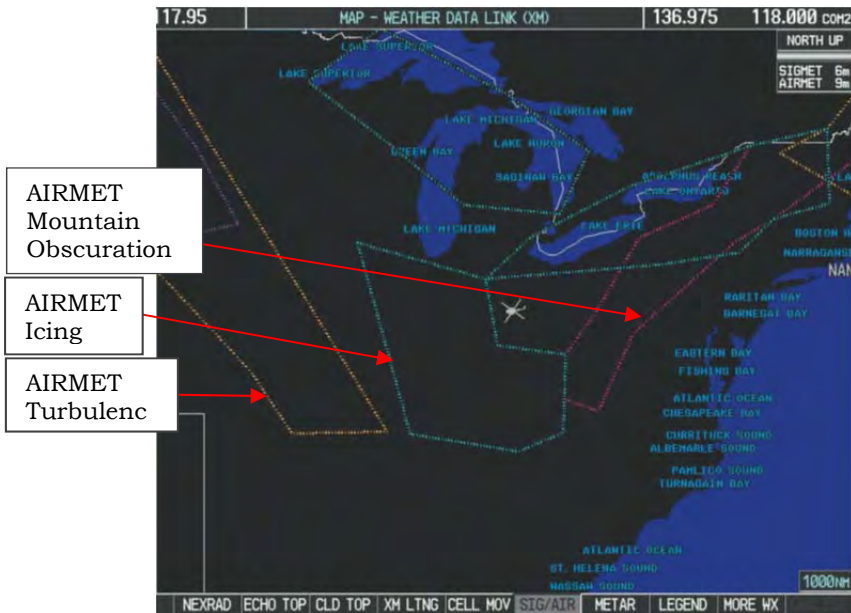 117.95 MAP - WEATHER DATA LINK (XM) 136.975 118.000 COM2
NORTH UP
SIGMET 6m
AIRMET 9m
LAKE SUPERIOR
LAKE SUPERIOR
GEORGIAN BAY
LAKE MICHIGAN
LAKE HURON
GREEN BAY
SAGINAW BAY
LAKE ONTARIO
LAKE ERIE
LAKE MICHIGAN
BOSTON H
NARRAGANSE
NAN
RARITAN BAY
BARNEGAT BAY
EASTERN BAY
FISHING BAY
ATLANTIC OCEAN
CHESAPEAKE BAY
CURRITUCK SOUND
ALBEMARLE SOUND
PAMLICO SOUND
TURNAGAIN BAY
ATLANTIC OCEAN
ST. HELENA SOUND
WASSAW SOUND
1000NM
AIRMET
Mountain
Obscuration
AIRMET
Icing
AIRMET
Turbulenc
NEXRAD ECHO TOP CLD TOP XM LTNG CELL MOV SIG/AIR METAR LEGEND MORE WX